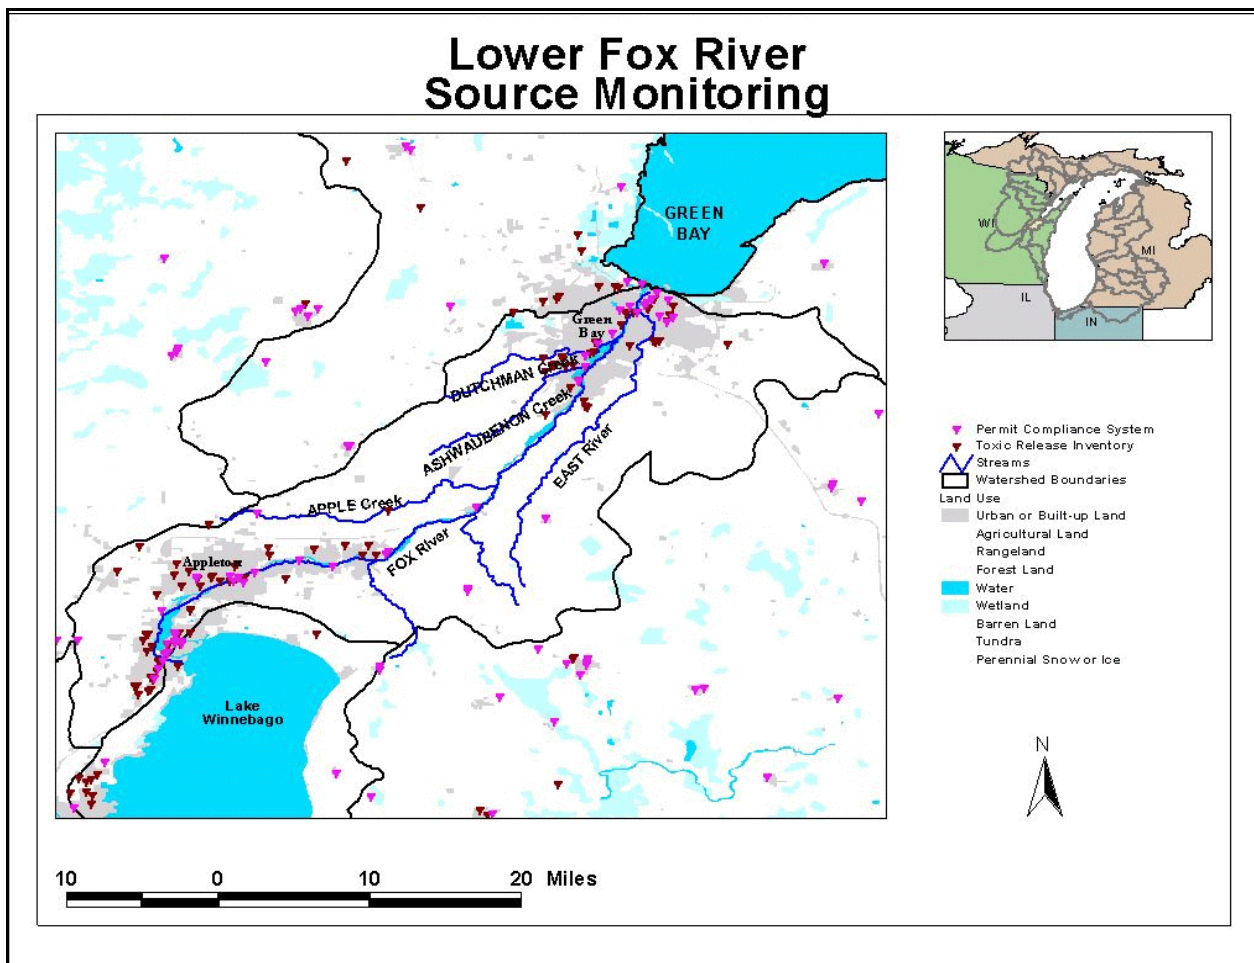 Lower Fox River
Source Monitoring
GREEN
BAY
Green
Bay
DUTCHMAN Creek
ASHWAUBENON Creek
EAST River
APPLE Creek
FOX River
Appleton
Lake
Winnebago
WI
MI
IL
IN
Permit Compliance System
Toxic Release Inventory
Streams
Watershed Boundaries
Land Use
Urban or Built-up Land
Agricultural Land
Rangeland
Forest Land
Water
Wetland
Barren Land
Tundra
Perennial Snow or Ice
N
10 0 10 20 Miles